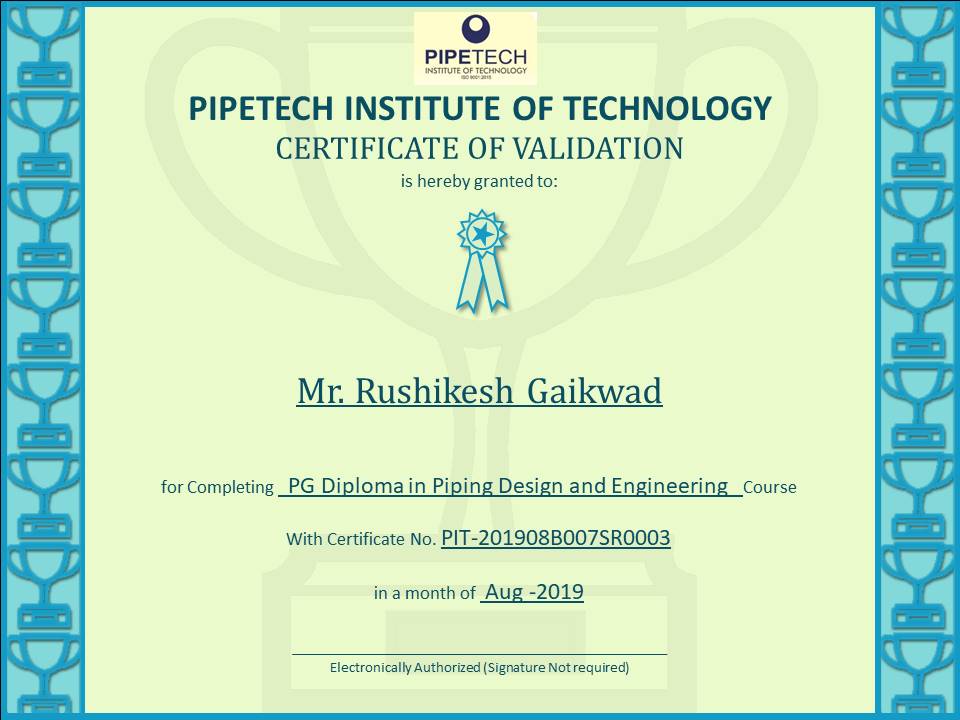 PIPETECH
INSTITUTE OF TECHNOLOGY
ISO 9001:2015
PIPETECH INSTITUTE OF TECHNOLOGY
CERTIFICATE OF VALIDATION
is hereby granted to:
Mr. Rushikesh Gaikwad
for Completing PG Diploma in Piping Design and Engineering Course
With Certificate No. PIT-201908B007SR0003
in a month of Aug -2019
Electronically Authorized (Signature Not required)